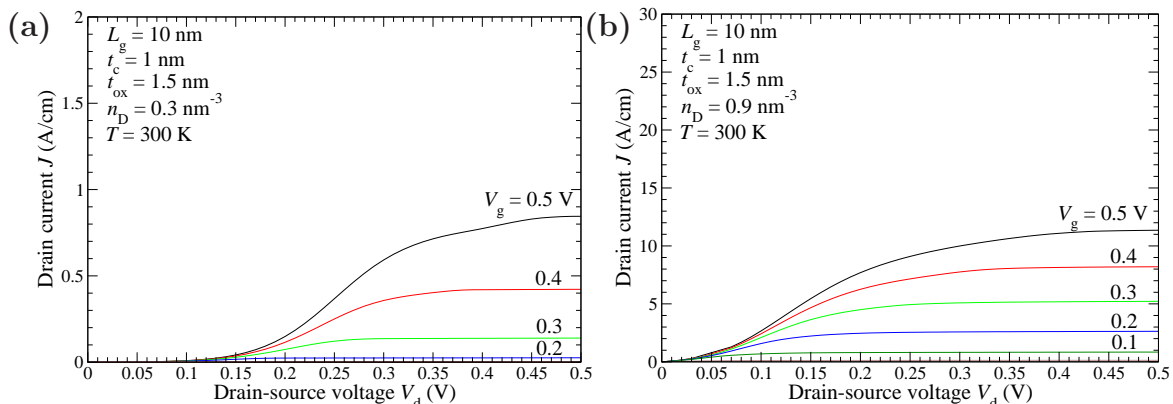 (a)
2
1.5
1
0.5
0
Drain current J (A/cm)
L_g = 10 nm
t_c = 1 nm
t_ox = 1.5 nm
n_D = 0.3 nm^-3
T = 300 K
V_g = 0.5 V
0.4
0.3
0.2
0 0.05 0.1 0.15 0.2 0.25 0.3 0.35 0.4 0.45 0.5
Drain-source voltage V_d (V)
(b)
30
25
20
15
10
5
0
Drain current J (A/cm)
L_g = 10 nm
t_c = 1 nm
t_ox = 1.5 nm
n_D = 0.9 nm^-3
T = 300 K
V_g = 0.5 V
0.4
0.3
0.2
0.1
0 0.05 0.1 0.15 0.2 0.25 0.3 0.35 0.4 0.45 0.5
Drain-source voltage V_d (V)